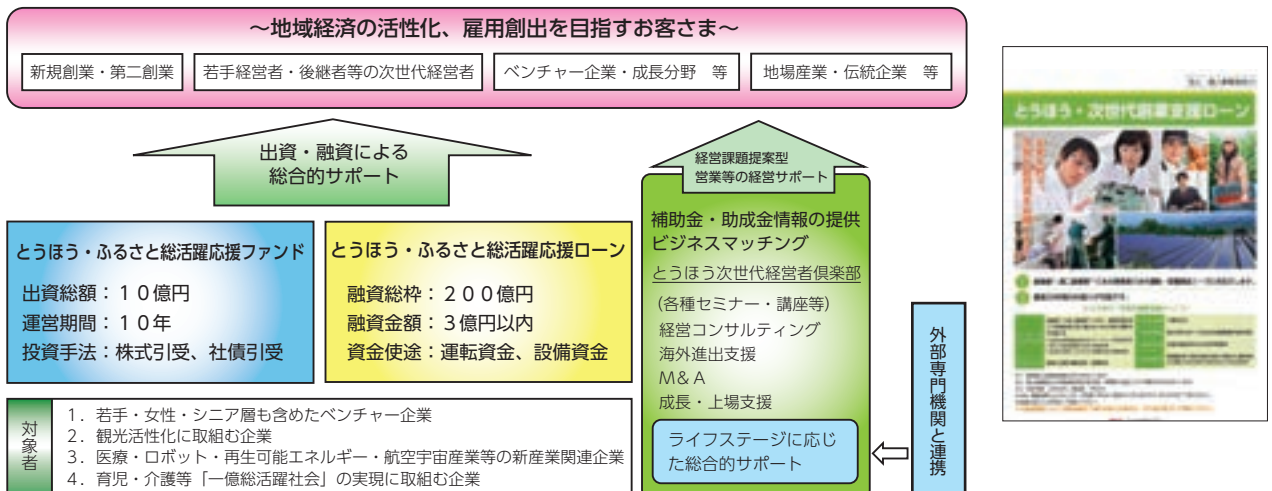 ～地域経済の活性化、雇用創出を目指すお客さま～
新規創業・第二創業
若手経営者・後継者等の次世代経営者
ベンチャー企業・成長分野　等
地場産業・伝統企業　等
出資・融資による
総合的サポート
経営課題提案型
営業等の経営サポート
とうほう・ふるさと総活躍応援ファンド
出資総額：１０億円
運営期間：１０年
投資手法：株式引受、社債引受
とうほう・ふるさと総活躍応援ローン
融資総枠：２００億円
融資金額：３億円以内
資金使途：運転資金、設備資金
補助金・助成金情報の提供
ビジネスマッチング
とうほう次世代経営者倶楽部
(各種セミナー・講座等)
経営コンサルティング
海外進出支援
M&A
成長・上場支援
ライフステージに応じ
た総合的サポート
外部専門機関と連携
対象者
1．若手・女性・シニア層も含めたベンチャー企業
2．観光活性化に取組む企業
3．医療・ロボット・再生可能エネルギー・航空宇宙産業等の新産業関連企業
4．育児・介護等「一億総活躍社会」の実現に取組む企業
とうほう・次世代創業支援ローン